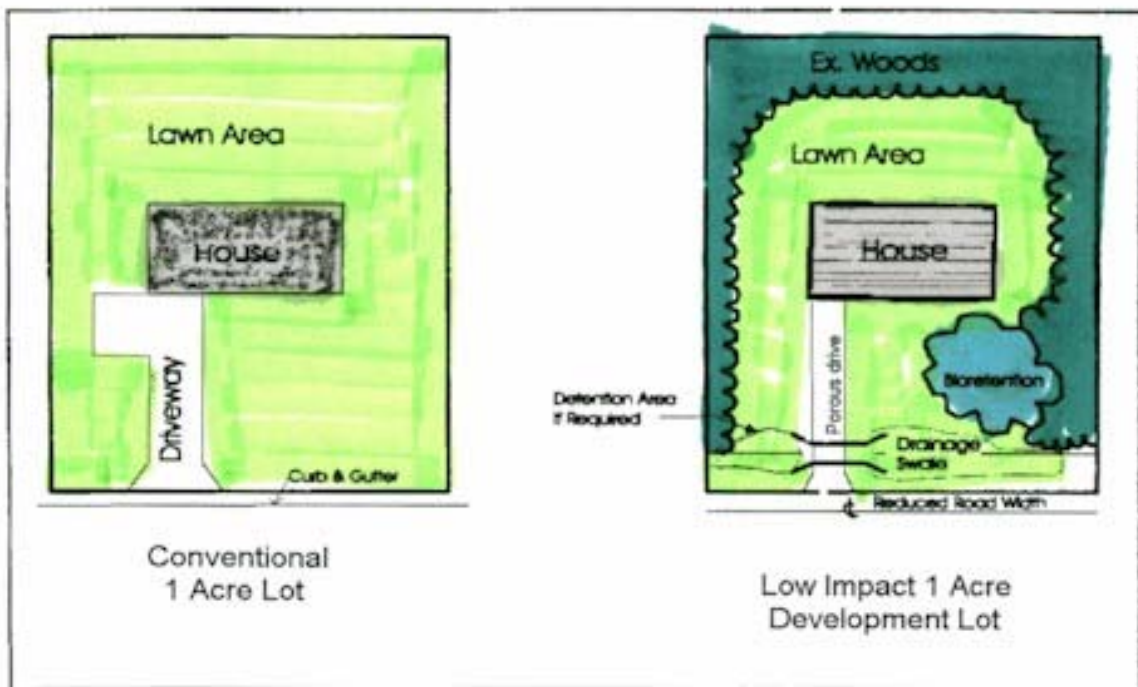 Lawn Area
House
Driveway
Curb & Gutter
Conventional
1 Acre Lot
Ex. Woods
Lawn Area
House
Bioretention
Porous drive
Detention Area
If Required
Drainage
Swale
℄ Reduced Road Width
Low Impact 1 Acre
Development Lot